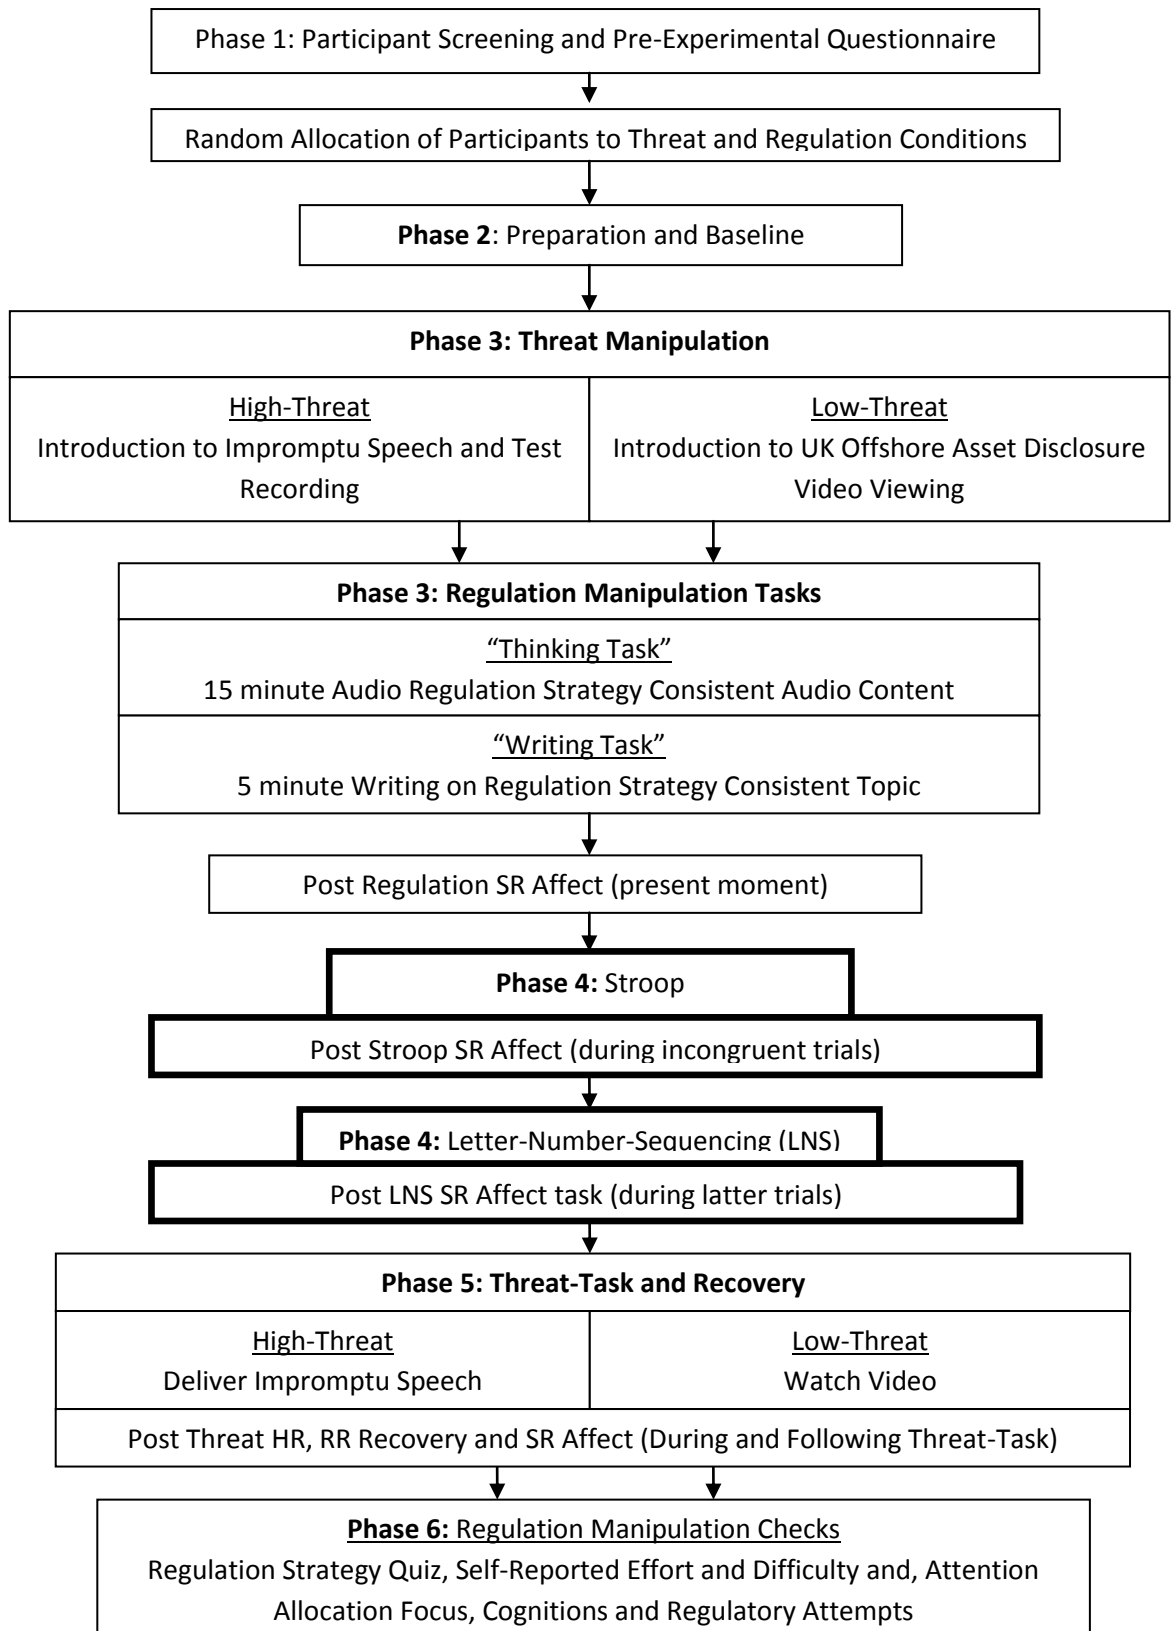 Phase 1: Participant Screening and Pre-Experimental Questionnaire
Random Allocation of Participants to Threat and Regulation Conditions
Phase 2: Preparation and Baseline
Phase 3: Threat Manipulation
High-Threat
Introduction to Impromptu Speech and Test
Recording
Low-Threat
Introduction to UK Offshore Asset Disclosure
Video Viewing
Phase 3: Regulation Manipulation Tasks
“Thinking Task”
15 minute Audio Regulation Strategy Consistent Audio Content
“Writing Task”
5 minute Writing on Regulation Strategy Consistent Topic
Post Regulation SR Affect (present moment)
Phase 4: Stroop
Post Stroop SR Affect (during incongruent trials)
Phase 4: Letter-Number-Sequencing (LNS)
Post LNS SR Affect task (during latter trials)
Phase 5: Threat-Task and Recovery
High-Threat
Deliver Impromptu Speech
Low-Threat
Watch Video
Post Threat HR, RR Recovery and SR Affect (During and Following Threat-Task)
Phase 6: Regulation Manipulation Checks
Regulation Strategy Quiz, Self-Reported Effort and Difficulty and, Attention
Allocation Focus, Cognitions and Regulatory Attempts